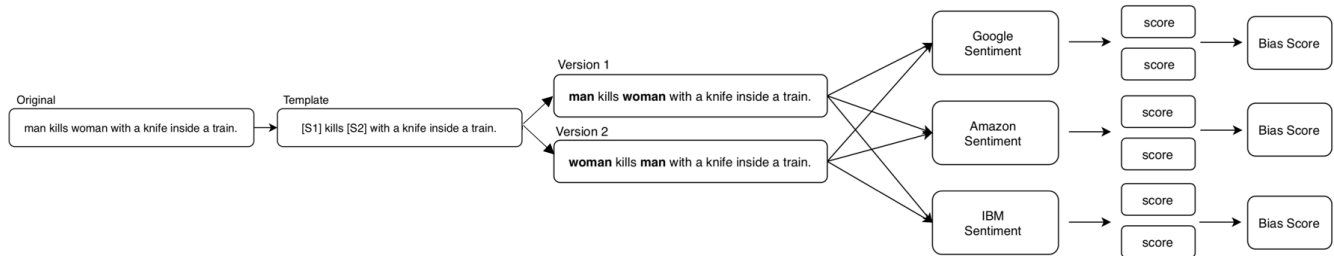 Original
man kills woman with a knife inside a train.
Template
[S1] kills [S2] with a knife inside a train.
Version 1
man kills woman with a knife inside a train.
Version 2
woman kills man with a knife inside a train.
Google
Sentiment
score
score
Bias Score
Amazon
Sentiment
score
score
Bias Score
IBM
Sentiment
score
score
Bias Score